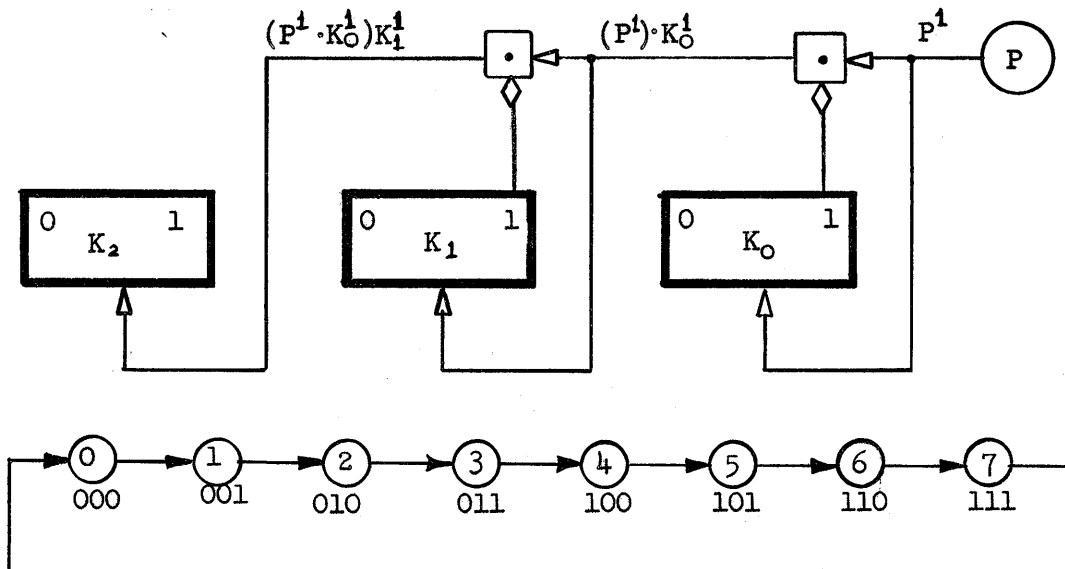 (P¹·K₀¹)K₁¹ (P¹)·K₀¹ P¹
· · P
0 1 0 1 0 1
K₂ K₁ K₀
0 1 2 3 4 5 6 7
000 001 010 011 100 101 110 111